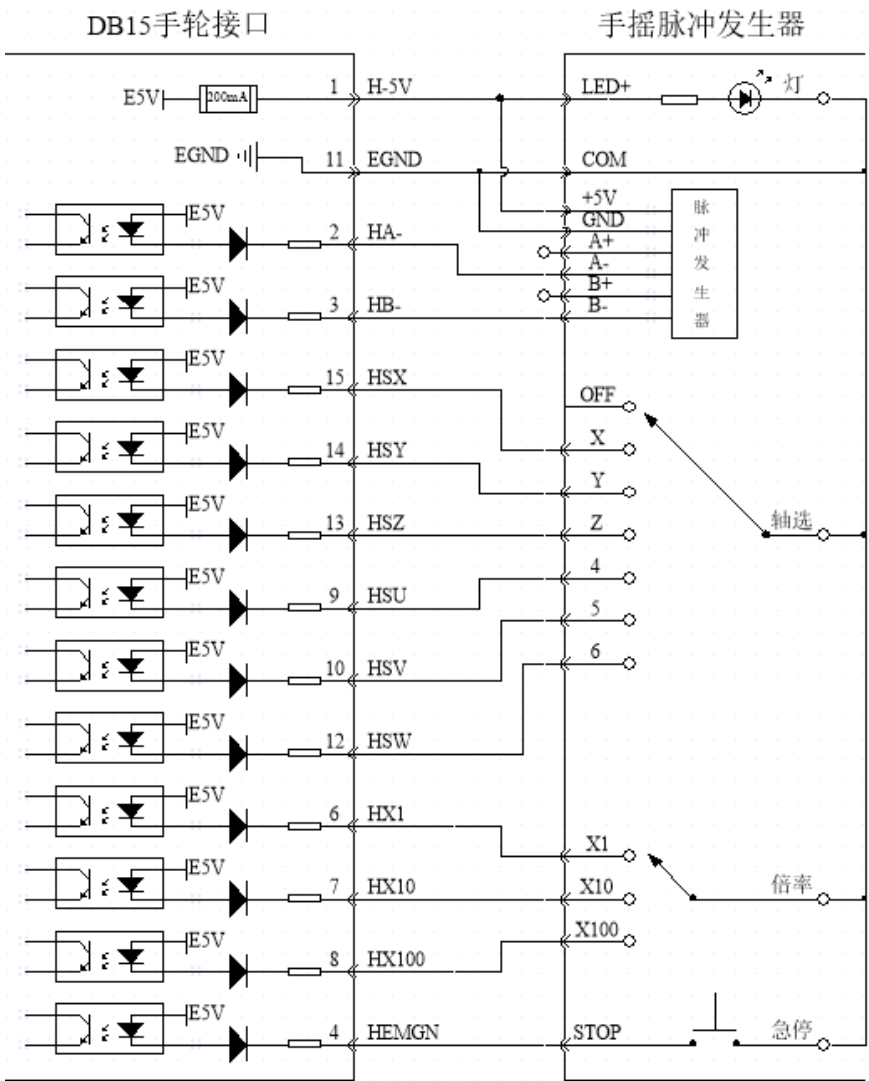 DB15手轮接口 手摇脉冲发生器
E5V 200mA 1 H-5V LED+ 灯
EGND 11 EGND COM
+5V
GND
E5V
2 HA- A+
A-
E5V
3 HB- B+
B-
脉冲发生器
E5V
15 HSX OFF
X
E5V
14 HSY Y
E5V
13 HSZ Z 轴选
E5V
9 HSU 4
E5V
10 HSV 5
6
E5V
12 HSW
E5V
6 HX1 X1
E5V
7 HX10 X10 倍率
E5V
8 HX100 X100
E5V
4 HEMGN STOP 急停